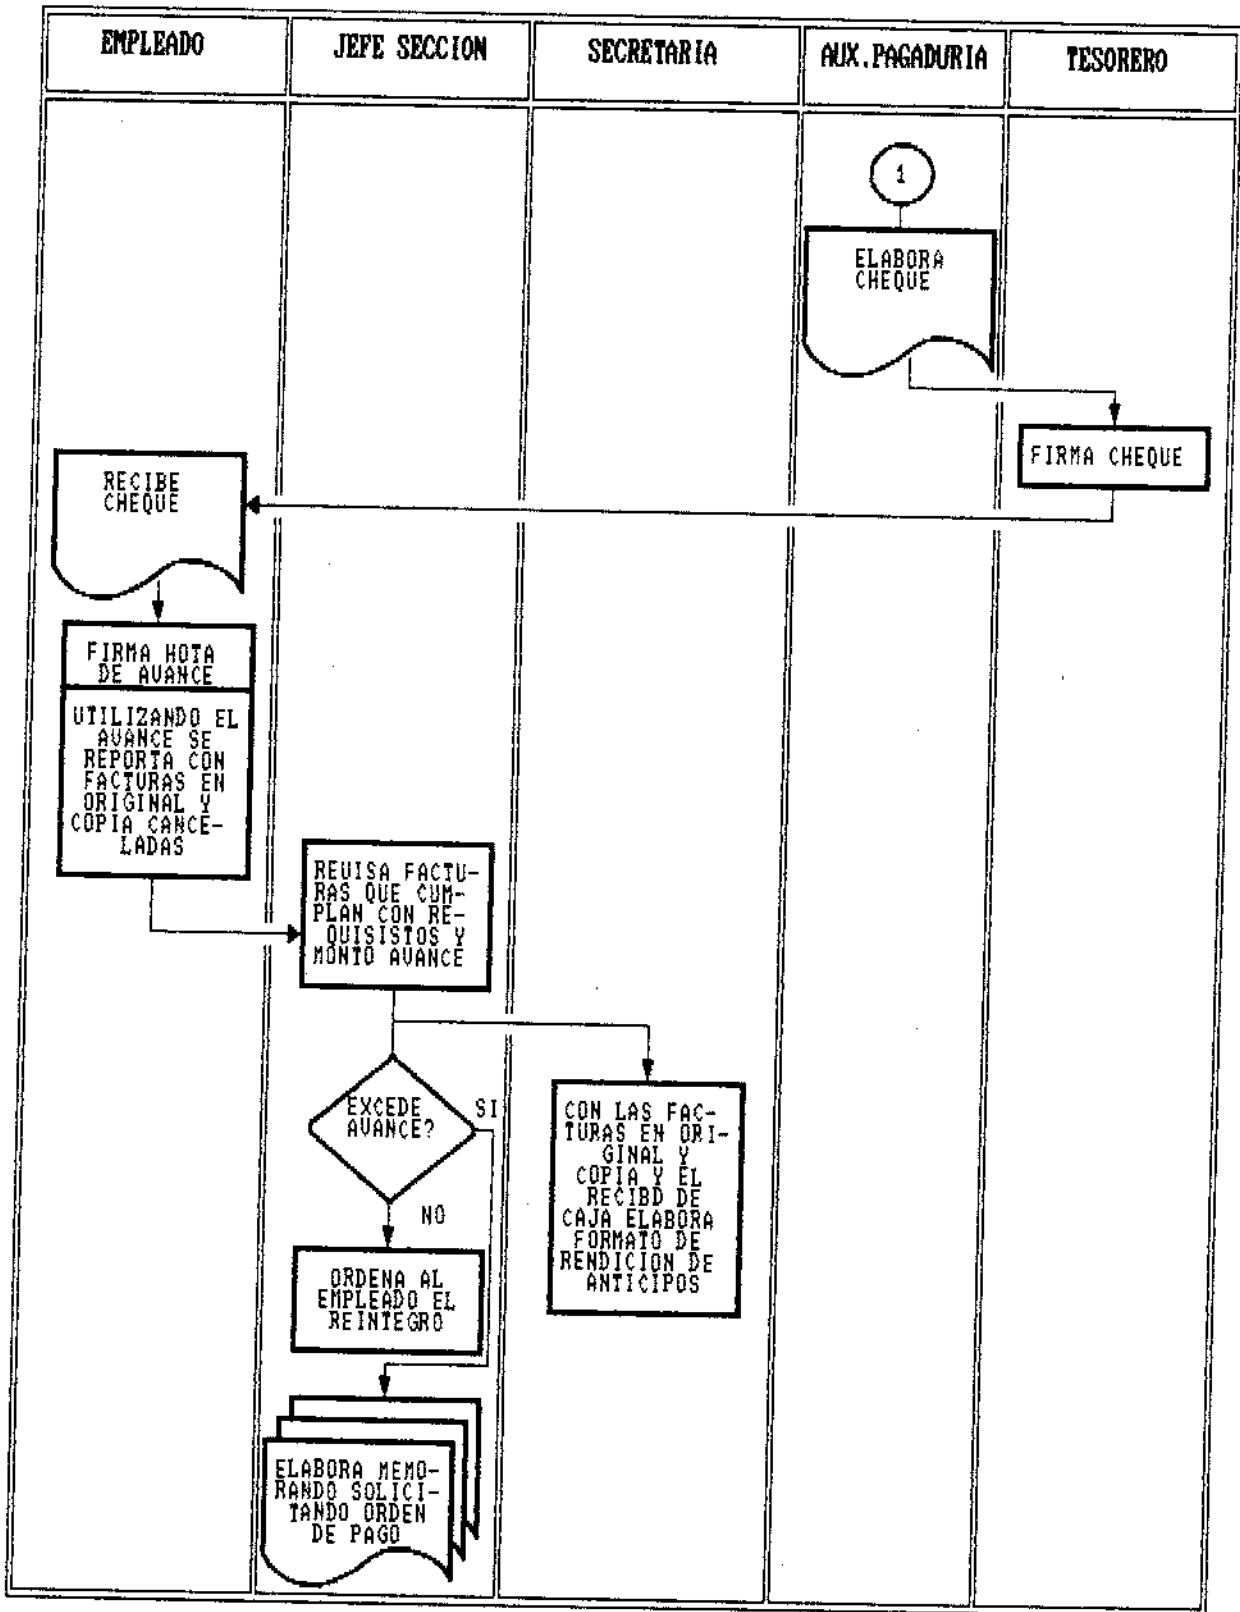 EMPLEADO
JEFE SECCION
SECRETARIA
AUX.PAGADURIA
TESORERO
1
ELABORA
CHEQUE
FIRMA CHEQUE
RECIBE
CHEQUE
FIRMA HOTA
DE AVANCE
UTILIZANDO EL
AVANCE SE
REPORTA CON
FACTURAS EN
ORIGINAL Y
COPIA CANCE-
LADAS
REVISA FACTU-
RAS QUE CUM-
PLAN CON RE-
QUISISTOS Y
MONTO AVANCE
EXCEDE
AVANCE?
SI
NO
CON LAS FAC-
TURAS EN ORI-
GINAL Y
COPIA Y EL
RECIBO DE
CAJA ELABORA
FORMATO DE
RENDICION DE
ANTICIPOS
ORDENA AL
EMPLEADO EL
REINTEGRO
ELABORA MEMO-
RANDO SOLICI-
TANDO ORDEN
DE PAGO